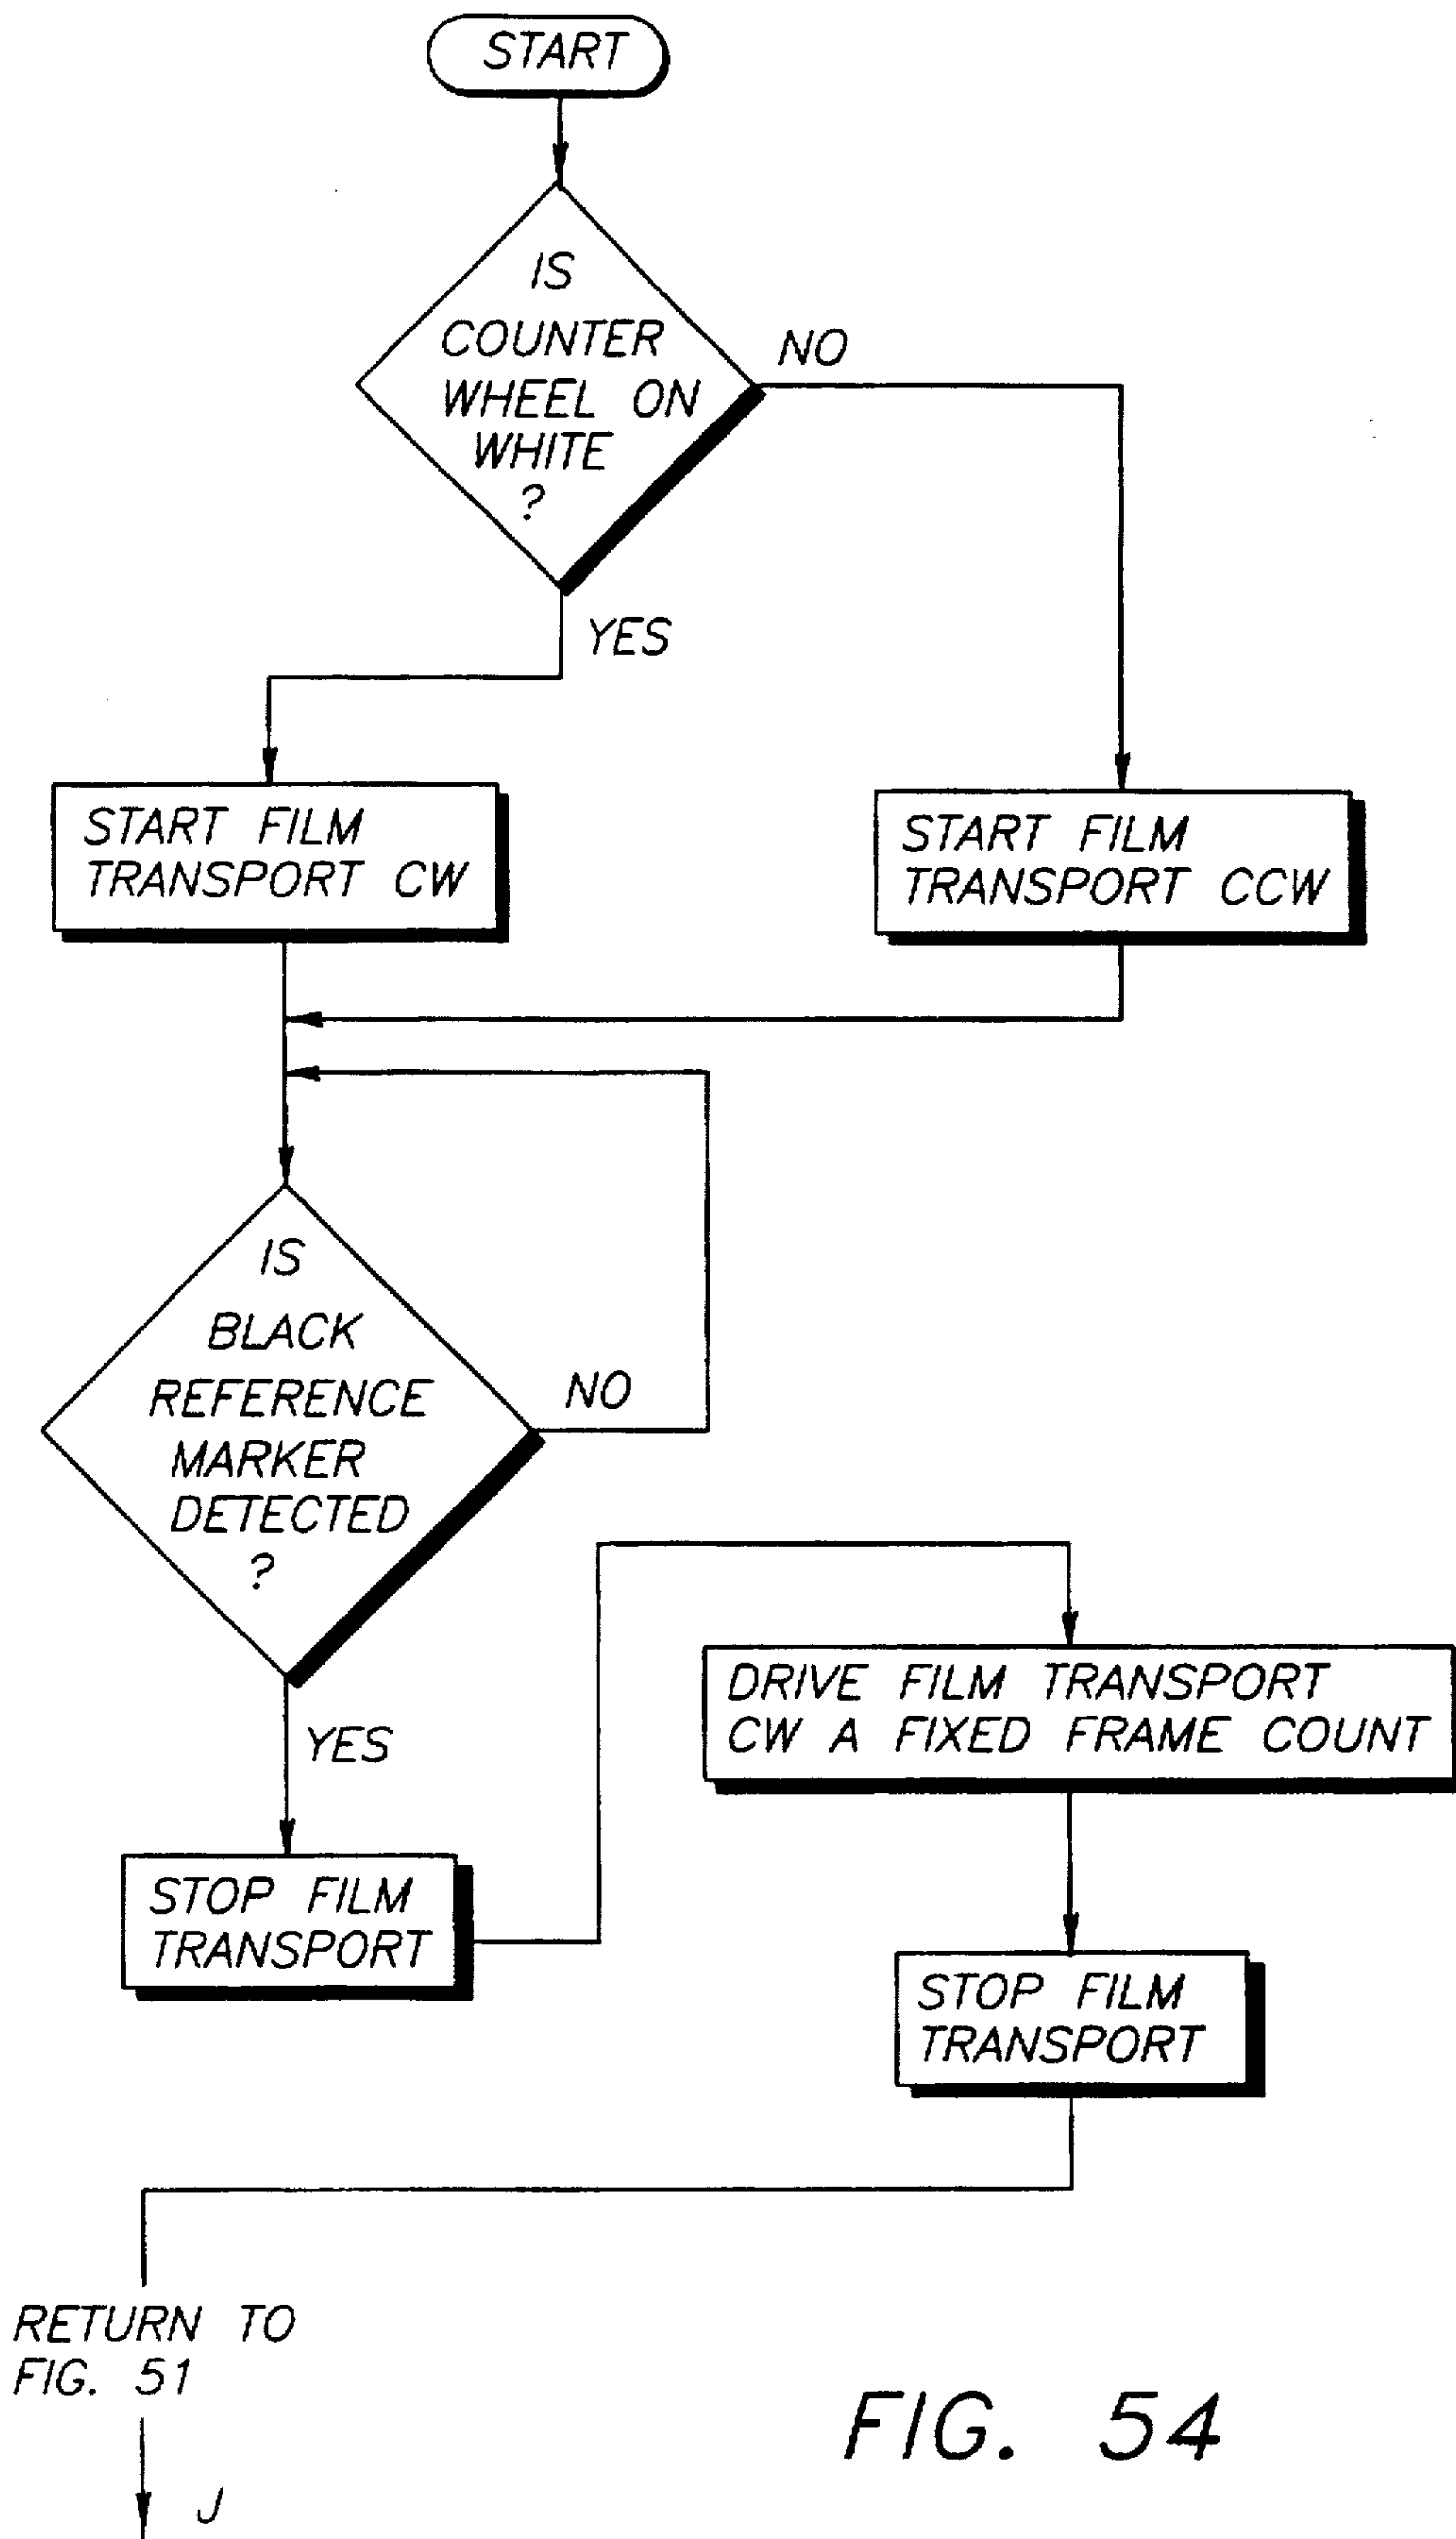 START
IS
COUNTER
WHEEL ON
WHITE
?
NO
YES
START FILM
TRANSPORT CW
START FILM
TRANSPORT CCW
IS
BLACK
REFERENCE
MARKER
DETECTED
?
NO
YES
STOP FILM
TRANSPORT
DRIVE FILM TRANSPORT
CW A FIXED FRAME COUNT
STOP FILM
TRANSPORT
RETURN TO
FIG. 51
J
FIG. 54